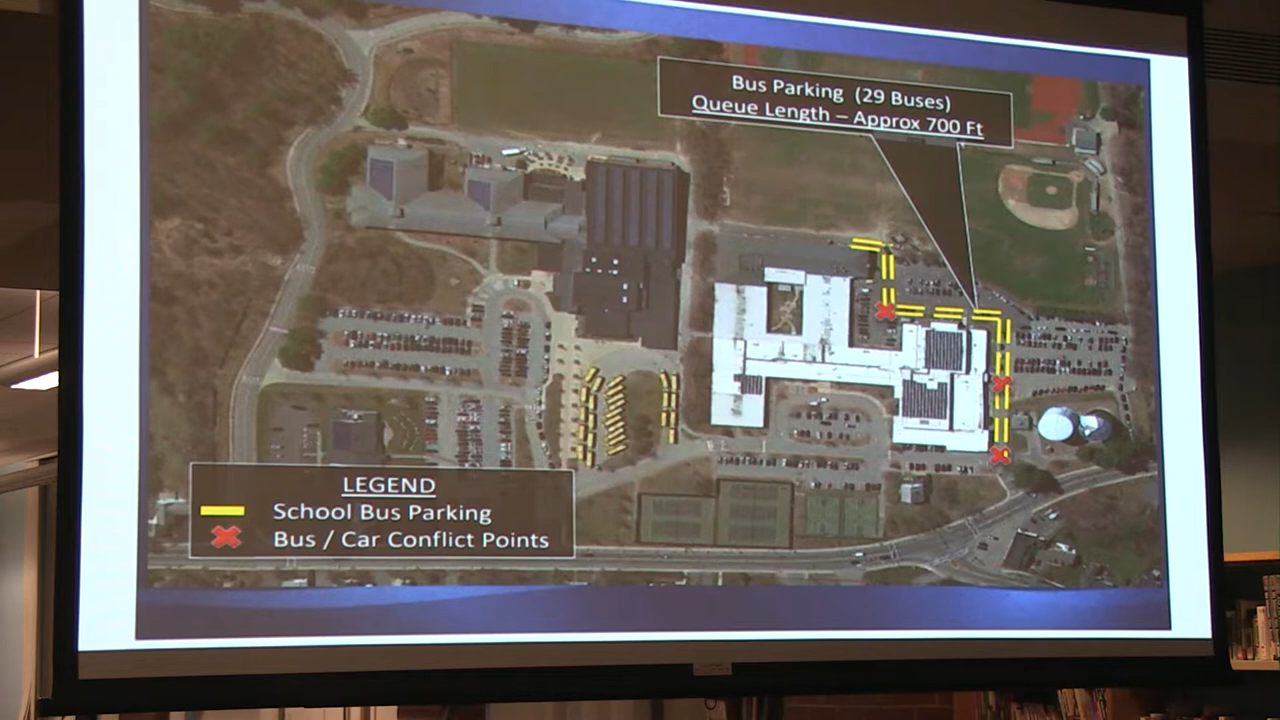 Bus Parking (29 Buses)
Queue Length – Approx 700 Ft
LEGEND
School Bus Parking
Bus / Car Conflict Points